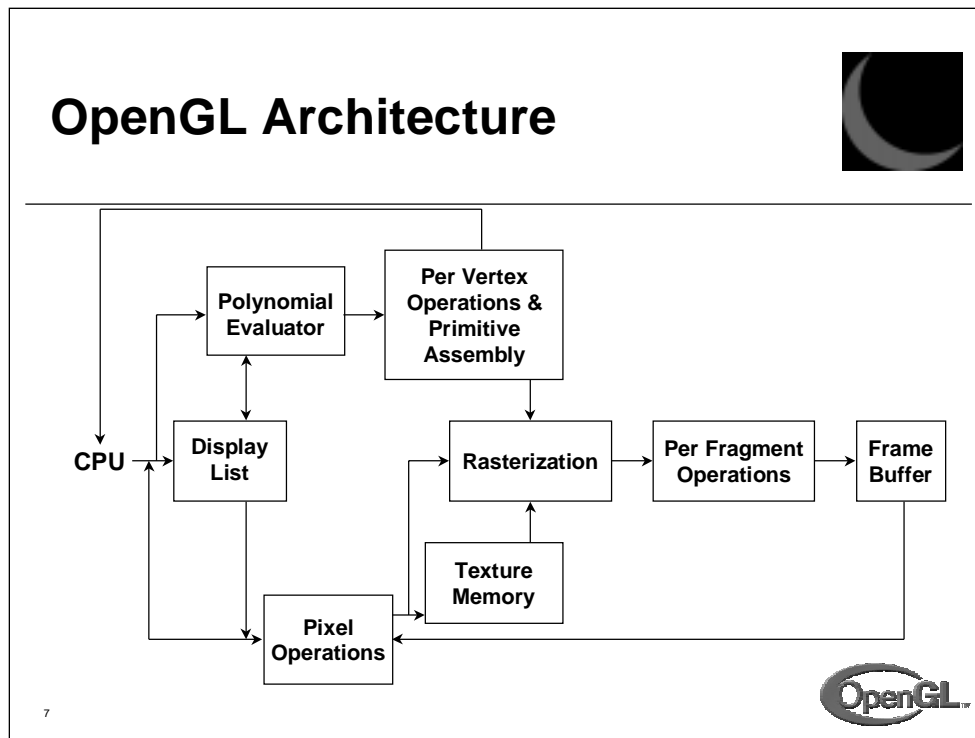 OpenGL Architecture
Per Vertex
Operations &
Primitive
Assembly
Polynomial
Evaluator
CPU
Display
List
Rasterization
Per Fragment
Operations
Frame
Buffer
Texture
Memory
Pixel
Operations
7
OpenGL™